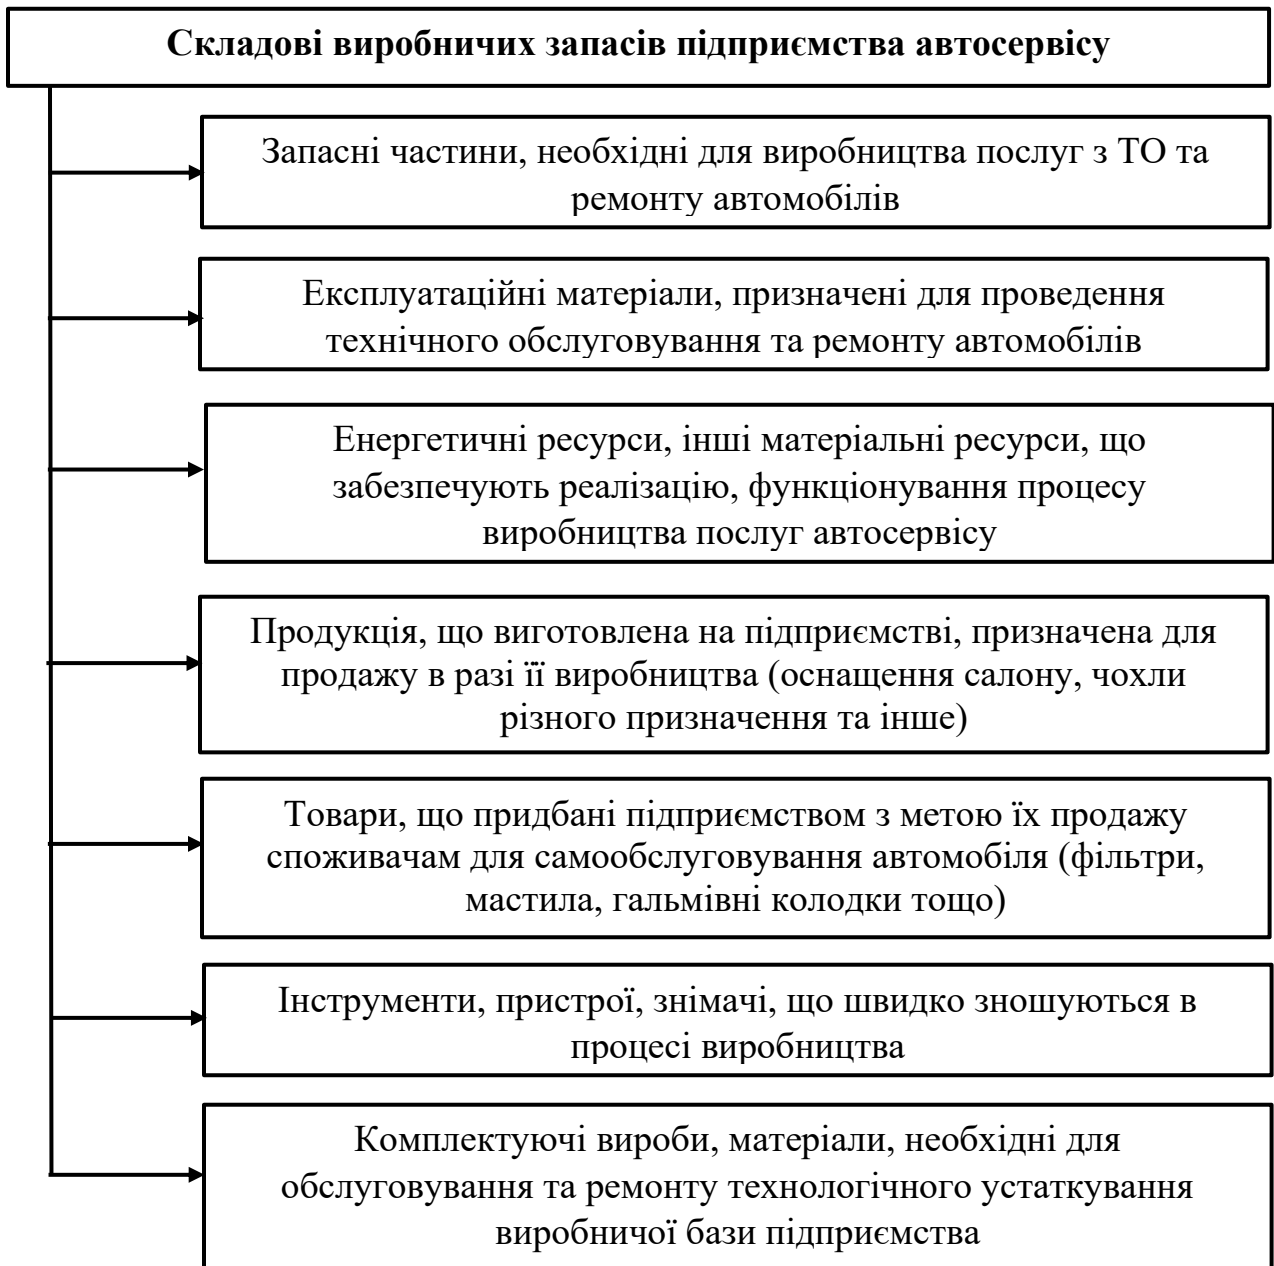 Складові виробничих запасів підприємства автосервісу
Запасні частини, необхідні для виробництва послуг з ТО та
ремонту автомобілів
Експлуатаційні матеріали, призначені для проведення
технічного обслуговування та ремонту автомобілів
Енергетичні ресурси, інші матеріальні ресурси, що
забезпечують реалізацію, функціонування процесу
виробництва послуг автосервісу
Продукція, що виготовлена на підприємстві, призначена для
продажу в разі її виробництва (оснащення салону, чохли
різного призначення та інше)
Товари, що придбані підприємством з метою їх продажу
споживачам для самообслуговування автомобіля (фільтри,
мастила, гальмівні колодки тощо)
Інструменти, пристрої, знімачі, що швидко зношуються в
процесі виробництва
Комплектуючі вироби, матеріали, необхідні для
обслуговування та ремонту технологічного устаткування
виробничої бази підприємства